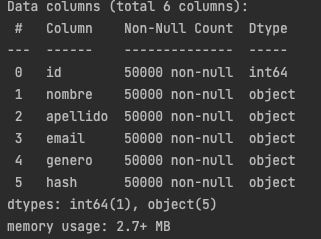 Data columns (total 6 columns):
 #   Column    Non-Null Count  Dtype
---  ------    --------------  -----
 0   id        50000 non-null  int64
 1   nombre    50000 non-null  object
 2   apellido  50000 non-null  object
 3   email     50000 non-null  object
 4   genero    50000 non-null  object
 5   hash      50000 non-null  object
dtypes: int64(1), object(5)
memory usage: 2.7+ MB